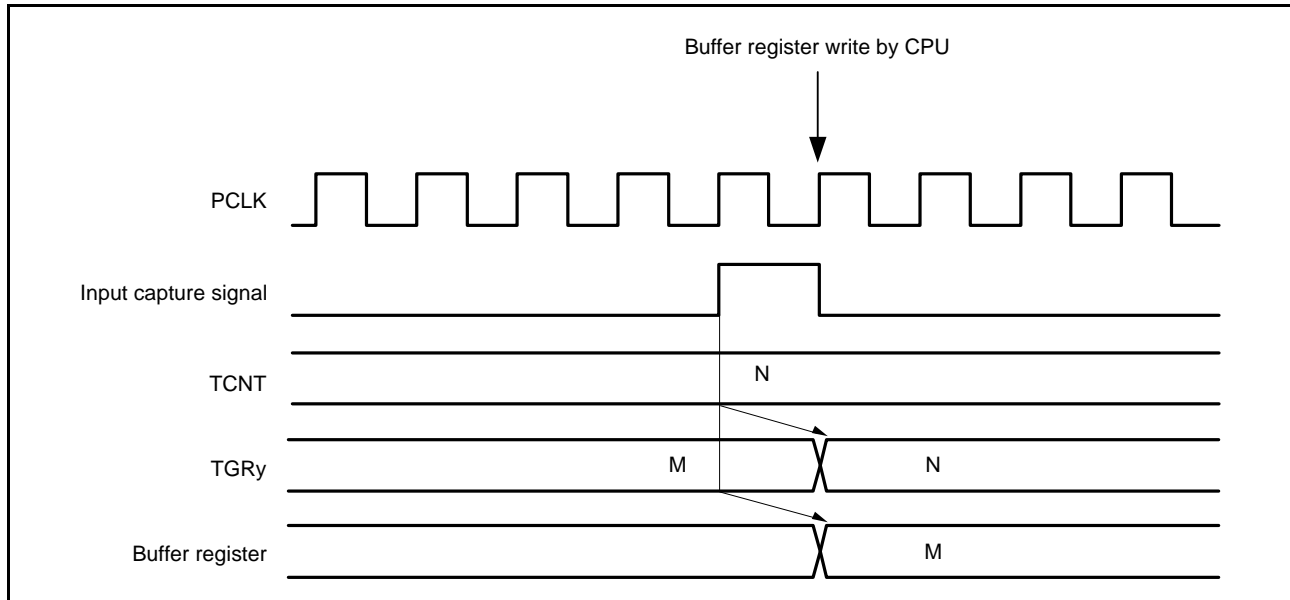 Buffer register write by CPU
PCLK
Input capture signal
TCNT
N
TGRy
M
N
Buffer register
M